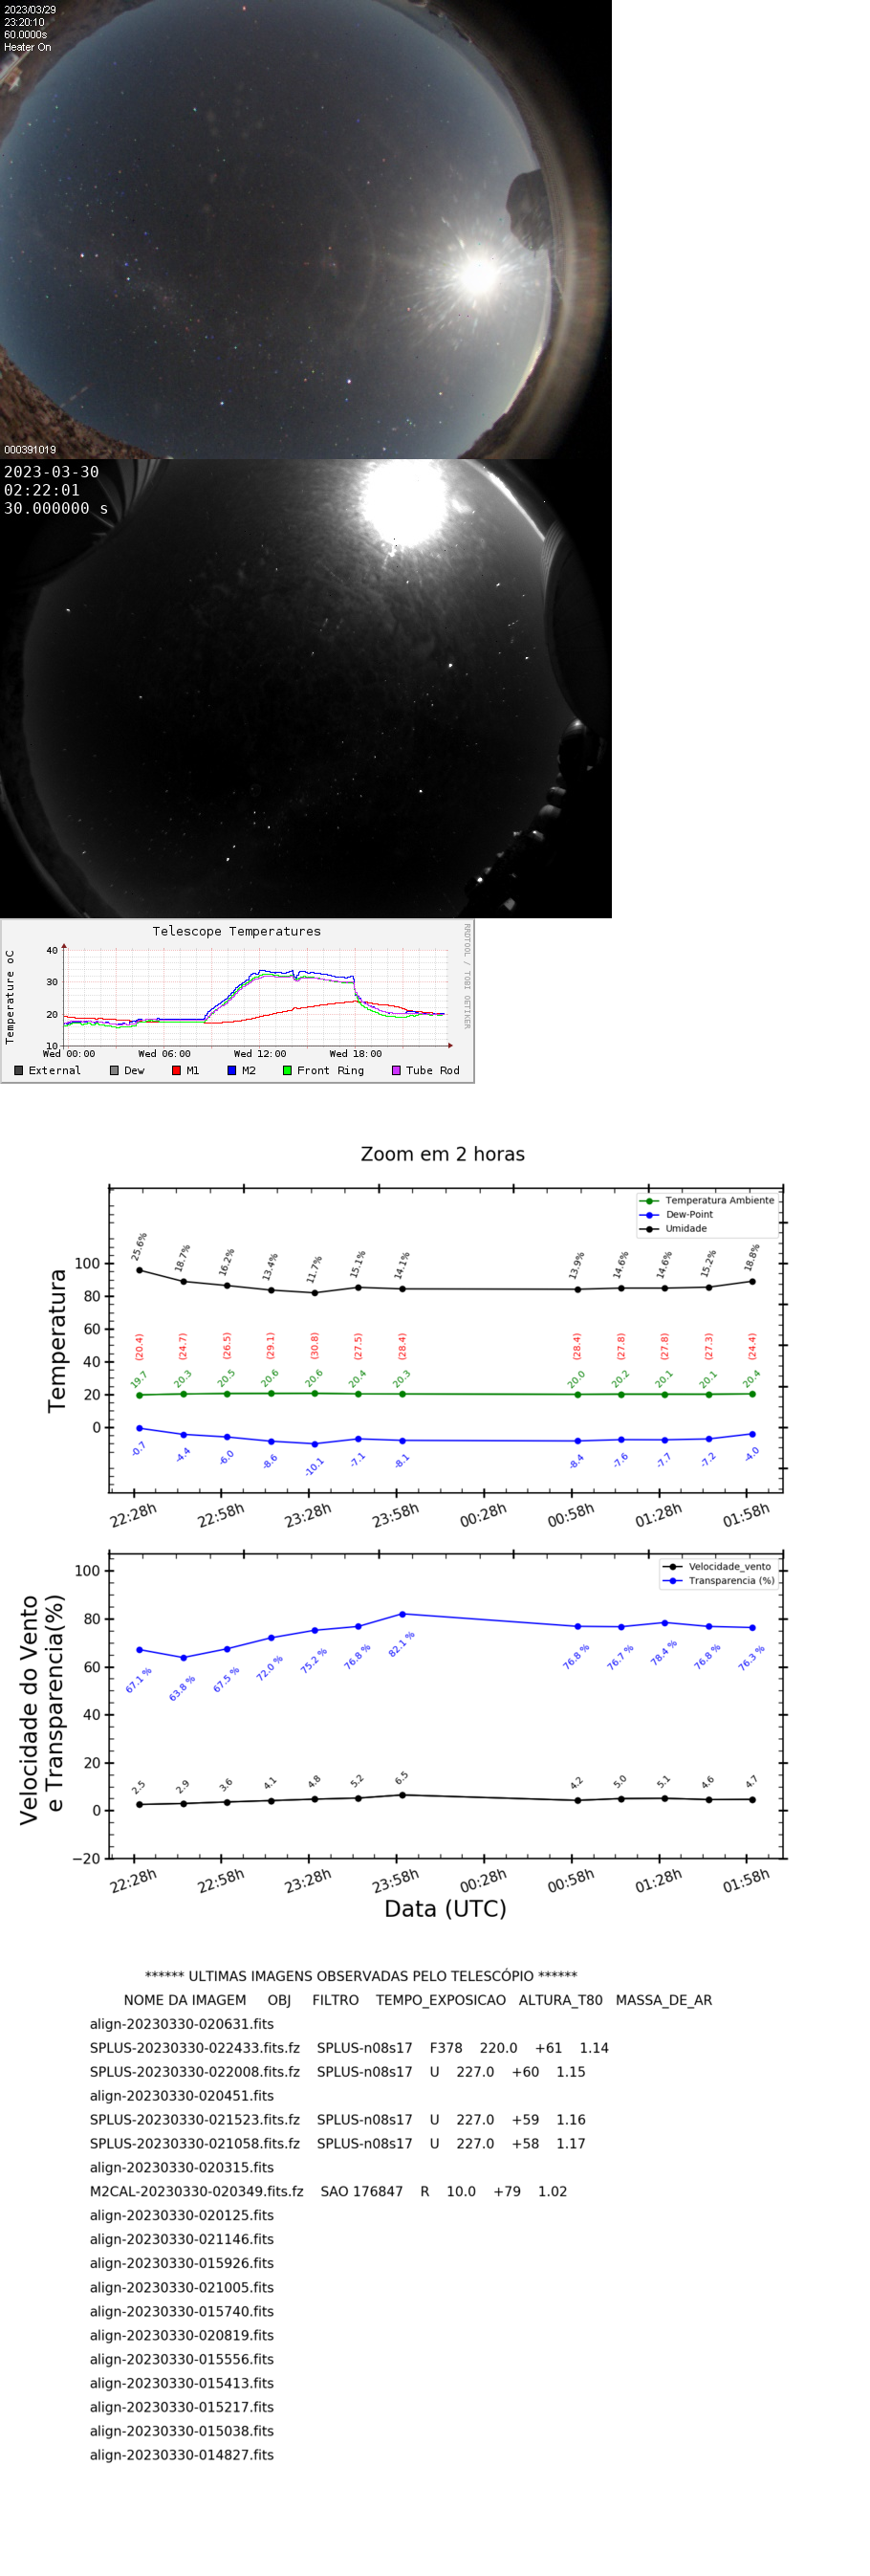 2023/03/29
23:20:10
60.0000s
Heater On
000391019
2023-03-30
02:22:01
30.000000 s
Telescope Temperatures
RRDTOOL / TOBI OETIKER
Temperature oC
40
30
20
10
Wed 00:00 Wed 06:00 Wed 12:00 Wed 18:00
External Dew M1 M2 Front Ring Tube Rod
Zoom em 2 horas
Temperatura Ambiente
Dew-Point
Umidade
Temperatura
100
80
60
40
20
0
25.6% 18.7% 16.2% 13.4% 11.7% 15.1% 14.1% 13.9% 14.6% 14.6% 15.2% 18.8%
(20.4) (24.7) (26.5) (29.1) (30.8) (27.5) (28.4) (28.4) (27.8) (27.8) (27.3) (24.4)
19.7 20.3 20.5 20.6 20.6 20.4 20.3 20.0 20.2 20.1 20.1 20.4
-0.7 -4.4 -6.0 -8.6 -10.1 -7.1 -8.1 -8.4 -7.6 -7.7 -7.2 -4.0
22:28h 22:58h 23:28h 23:58h 00:28h 00:58h 01:28h 01:58h
Velocidade_vento
Transparencia (%)
Velocidade do Vento
e Transparencia(%)
100
80
60
40
20
0
−20
67.1 % 63.8 % 67.5 % 72.0 % 75.2 % 76.8 % 82.1 % 76.8 % 76.7 % 78.4 % 76.8 % 76.3 %
2.5 2.9 3.6 4.1 4.8 5.2 6.5 4.2 5.0 5.1 4.6 4.7
22:28h 22:58h 23:28h 23:58h 00:28h 00:58h 01:28h 01:58h
Data (UTC)
****** ULTIMAS IMAGENS OBSERVADAS PELO TELESCÓPIO ******
NOME DA IMAGEM OBJ FILTRO TEMPO_EXPOSICAO ALTURA_T80 MASSA_DE_AR
align-20230330-020631.fits
SPLUS-20230330-022433.fits.fz SPLUS-n08s17 F378 220.0 +61 1.14
SPLUS-20230330-022008.fits.fz SPLUS-n08s17 U 227.0 +60 1.15
align-20230330-020451.fits
SPLUS-20230330-021523.fits.fz SPLUS-n08s17 U 227.0 +59 1.16
SPLUS-20230330-021058.fits.fz SPLUS-n08s17 U 227.0 +58 1.17
align-20230330-020315.fits
M2CAL-20230330-020349.fits.fz SAO 176847 R 10.0 +79 1.02
align-20230330-020125.fits
align-20230330-021146.fits
align-20230330-015926.fits
align-20230330-021005.fits
align-20230330-015740.fits
align-20230330-020819.fits
align-20230330-015556.fits
align-20230330-015413.fits
align-20230330-015217.fits
align-20230330-015038.fits
align-20230330-014827.fits